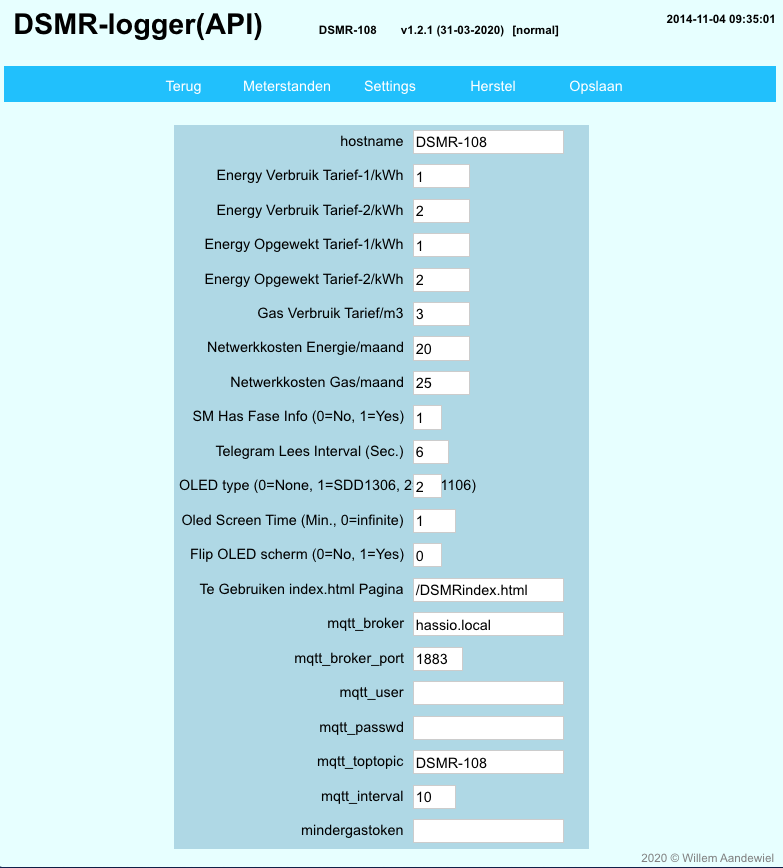 DSMR-logger(API) DSMR-108 v1.2.1 (31-03-2020) [normal] 2014-11-04 09:35:01
Terug Meterstanden Settings Herstel Opslaan
hostname DSMR-108
Energy Verbruik Tarief-1/kWh 1
Energy Verbruik Tarief-2/kWh 2
Energy Opgewekt Tarief-1/kWh 1
Energy Opgewekt Tarief-2/kWh 2
Gas Verbruik Tarief/m3 3
Netwerkkosten Energie/maand 20
Netwerkkosten Gas/maand 25
SM Has Fase Info (0=No, 1=Yes) 1
Telegram Lees Interval (Sec.) 6
OLED type (0=None, 1=SDD1306, 2 2 1106)
Oled Screen Time (Min., 0=infinite) 1
Flip OLED scherm (0=No, 1=Yes) 0
Te Gebruiken index.html Pagina /DSMRindex.html
mqtt_broker hassio.local
mqtt_broker_port 1883
mqtt_user
mqtt_passwd
mqtt_toptopic DSMR-108
mqtt_interval 10
mindergastoken
2020 © Willem Aandewiel